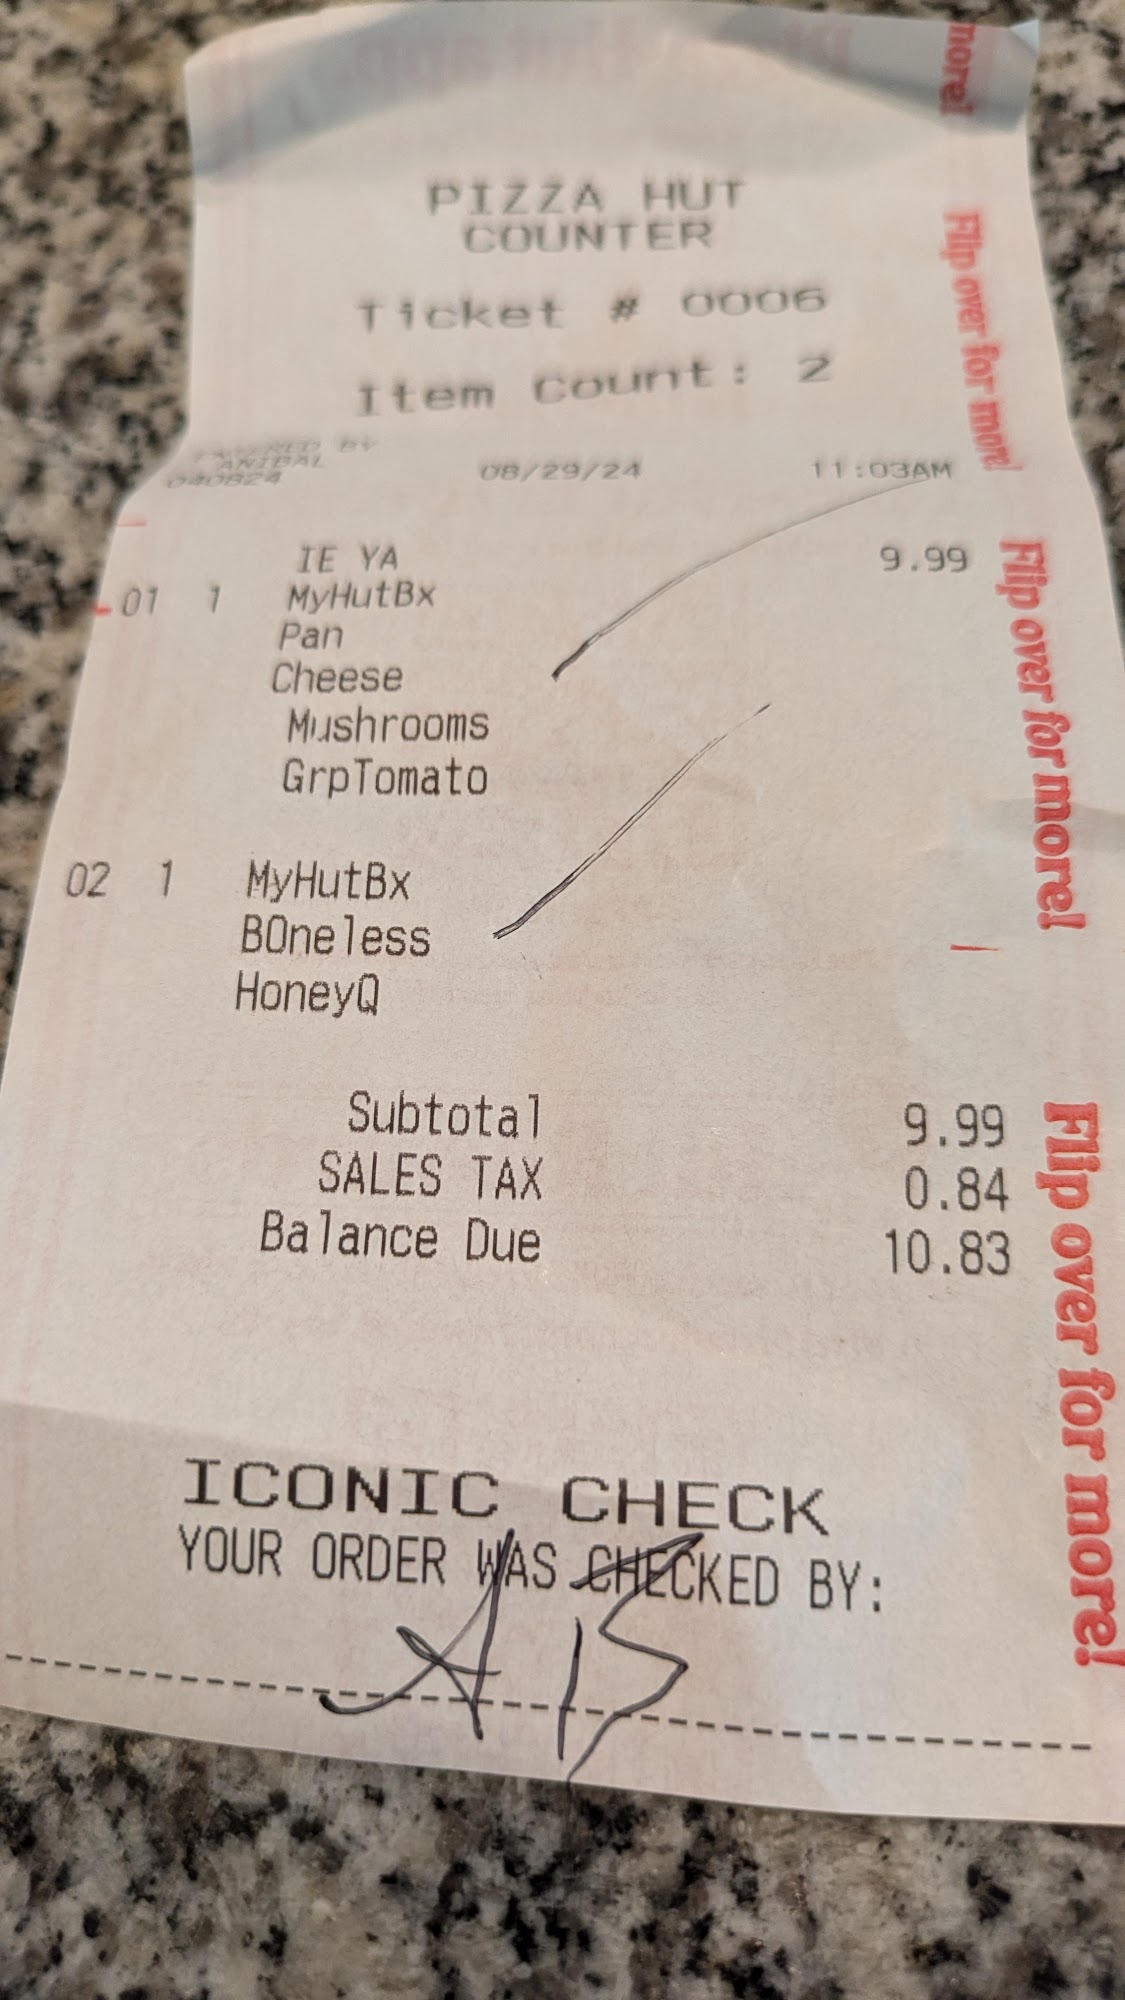 PIZZA HUT
COUNTER
Ticket # 0006
Item Count: 2
BY
ANIBAL
040824 08/29/24 11:03AM
IE YA 9.99
01 1 MyHutBx
Pan
Cheese
Mushrooms
GrpTomato
02 1 MyHutBx
BOneless
HoneyQ
Subtotal 9.99
SALES TAX 0.84
Balance Due 10.83
ICONIC CHECK
YOUR ORDER WAS CHECKED BY:
AB
more!
Flip over for more!
Flip over for more!
Flip over for more!